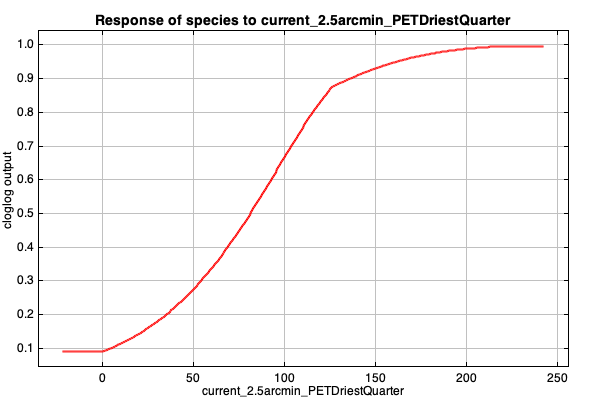 Response of species to current_2.5arcmin_PETDriestQuarter
1.0
0.9
0.8
0.7
0.6
0.5
0.4
0.3
0.2
0.1
cloglog output
0 50 100 150 200 250
current_2.5arcmin_PETDriestQuarter